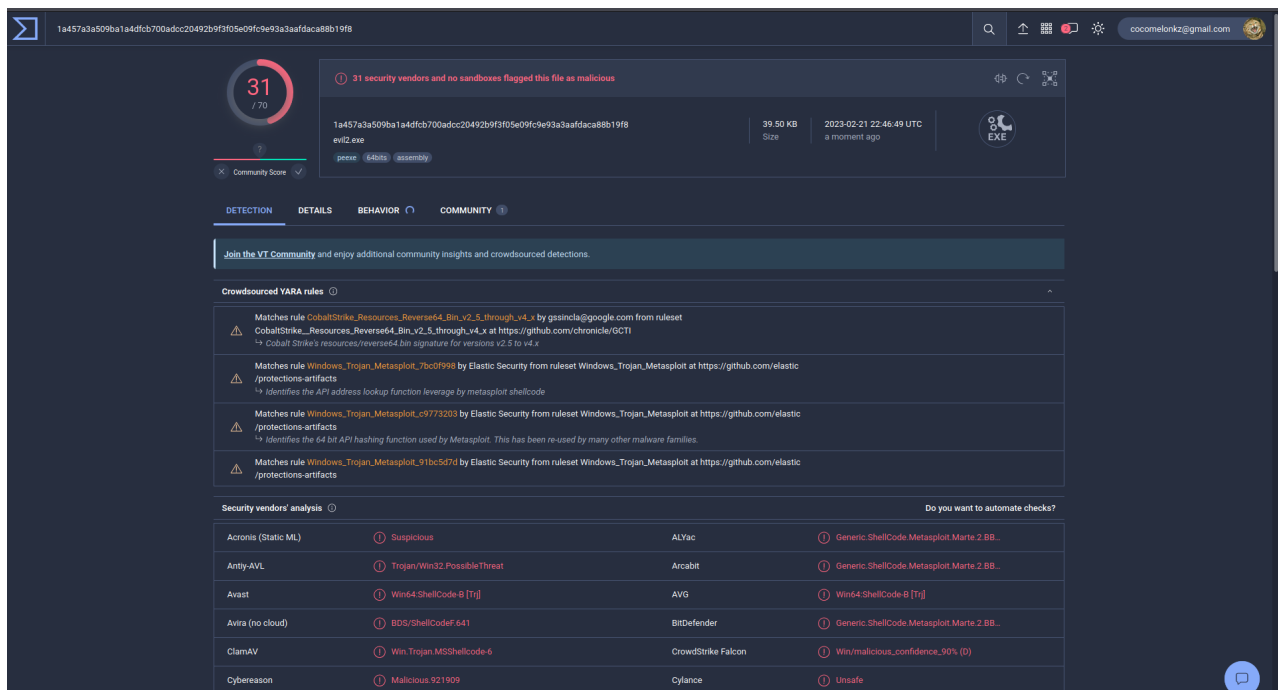 1a457a3a509ba1a4dfcb700adcc20492b9f3f05e09fc9e93a3aafdaca88b19f8
cocomelonkz@gmail.com
31
/ 70
31 security vendors and no sandboxes flagged this file as malicious
1a457a3a509ba1a4dfcb700adcc20492b9f3f05e09fc9e93a3aafdaca88b19f8
evil2.exe
39.50 KB
Size
2023-02-21 22:46:49 UTC
a moment ago
EXE
peexe 64bits assembly
?
Community Score
DETECTION DETAILS BEHAVIOR COMMUNITY 1
Join the VT Community and enjoy additional community insights and crowdsourced detections.
Crowdsourced YARA rules
Matches rule CobaltStrike_Resources_Reverse64_Bin_v2_5_through_v4_x by gssincla@google.com from ruleset
CobaltStrike__Resources_Reverse64_Bin_v2_5_through_v4_x at https://github.com/chronicle/GCTI
↳ Cobalt Strike's resources/reverse64.bin signature for versions v2.5 to v4.x
Matches rule Windows_Trojan_Metasploit_7bc0f998 by Elastic Security from ruleset Windows_Trojan_Metasploit at https://github.com/elastic
/protections-artifacts
↳ Identifies the API address lookup function leverage by metasploit shellcode
Matches rule Windows_Trojan_Metasploit_c9773203 by Elastic Security from ruleset Windows_Trojan_Metasploit at https://github.com/elastic
/protections-artifacts
↳ Identifies the 64 bit API hashing function used by Metasploit. This has been re-used by many other malware families.
Matches rule Windows_Trojan_Metasploit_91bc5d7d by Elastic Security from ruleset Windows_Trojan_Metasploit at https://github.com/elastic
/protections-artifacts
Security vendors' analysis Do you want to automate checks?
Acronis (Static ML) Suspicious ALYac Generic.ShellCode.Metasploit.Marte.2.BB...
Antiy-AVL Trojan/Win32.PossibleThreat Arcabit Generic.ShellCode.Metasploit.Marte.2.BB...
Avast Win64:ShellCode-B [Trj] AVG Win64:ShellCode-B [Trj]
Avira (no cloud) BDS/ShellCodeF.641 BitDefender Generic.ShellCode.Metasploit.Marte.2.BB...
ClamAV Win.Trojan.MSShellcode-6 CrowdStrike Falcon Win/malicious_confidence_90% (D)
Cybereason Malicious.921909 Cylance Unsafe